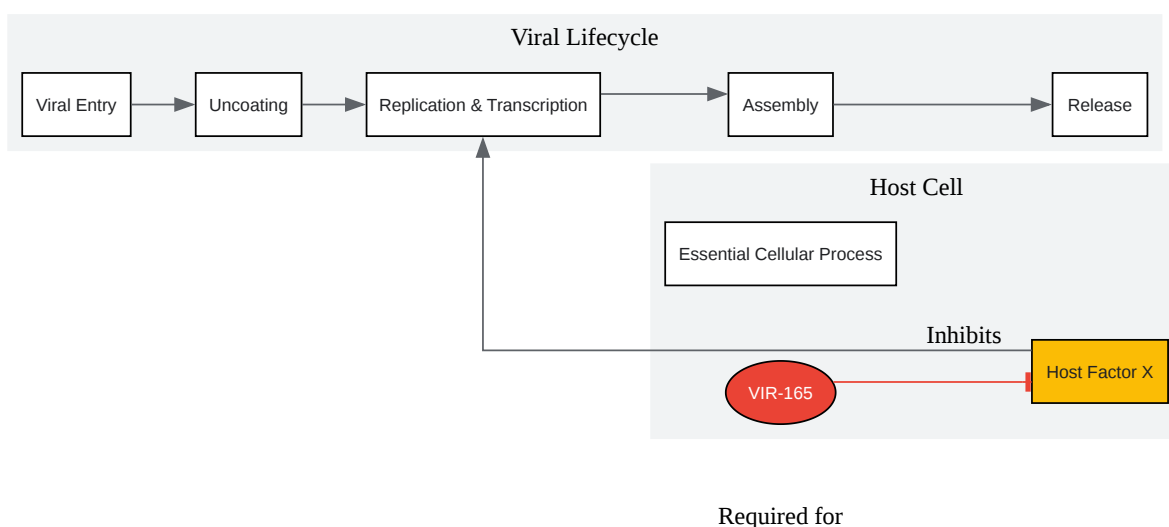 Viral Lifecycle
Viral Entry
Uncoating
Replication & Transcription
Assembly
Release
Host Cell
Essential Cellular Process
Inhibits
Host Factor X
VIR-165
Required for